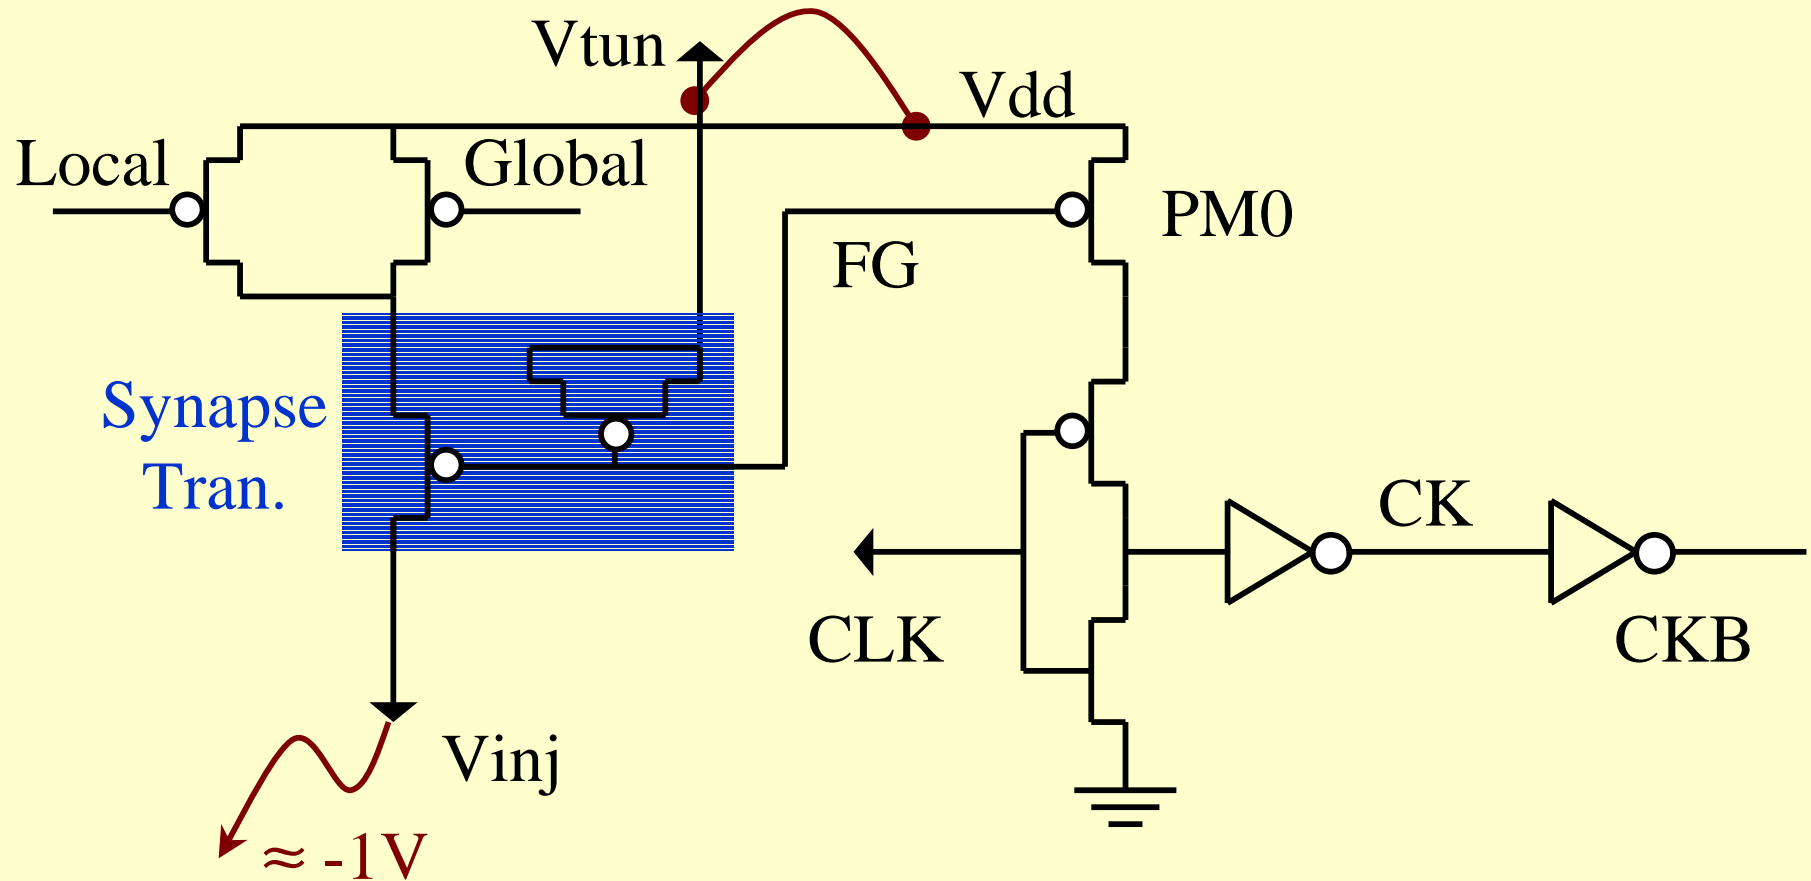 Vtun
Vdd
Local
Global
PM0
FG
Synapse
Tran.
CK
CLK
CKB
Vinj
≈ -1V